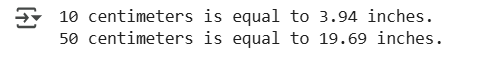 10 centimeters is equal to 3.94 inches.
50 centimeters is equal to 19.69 inches.